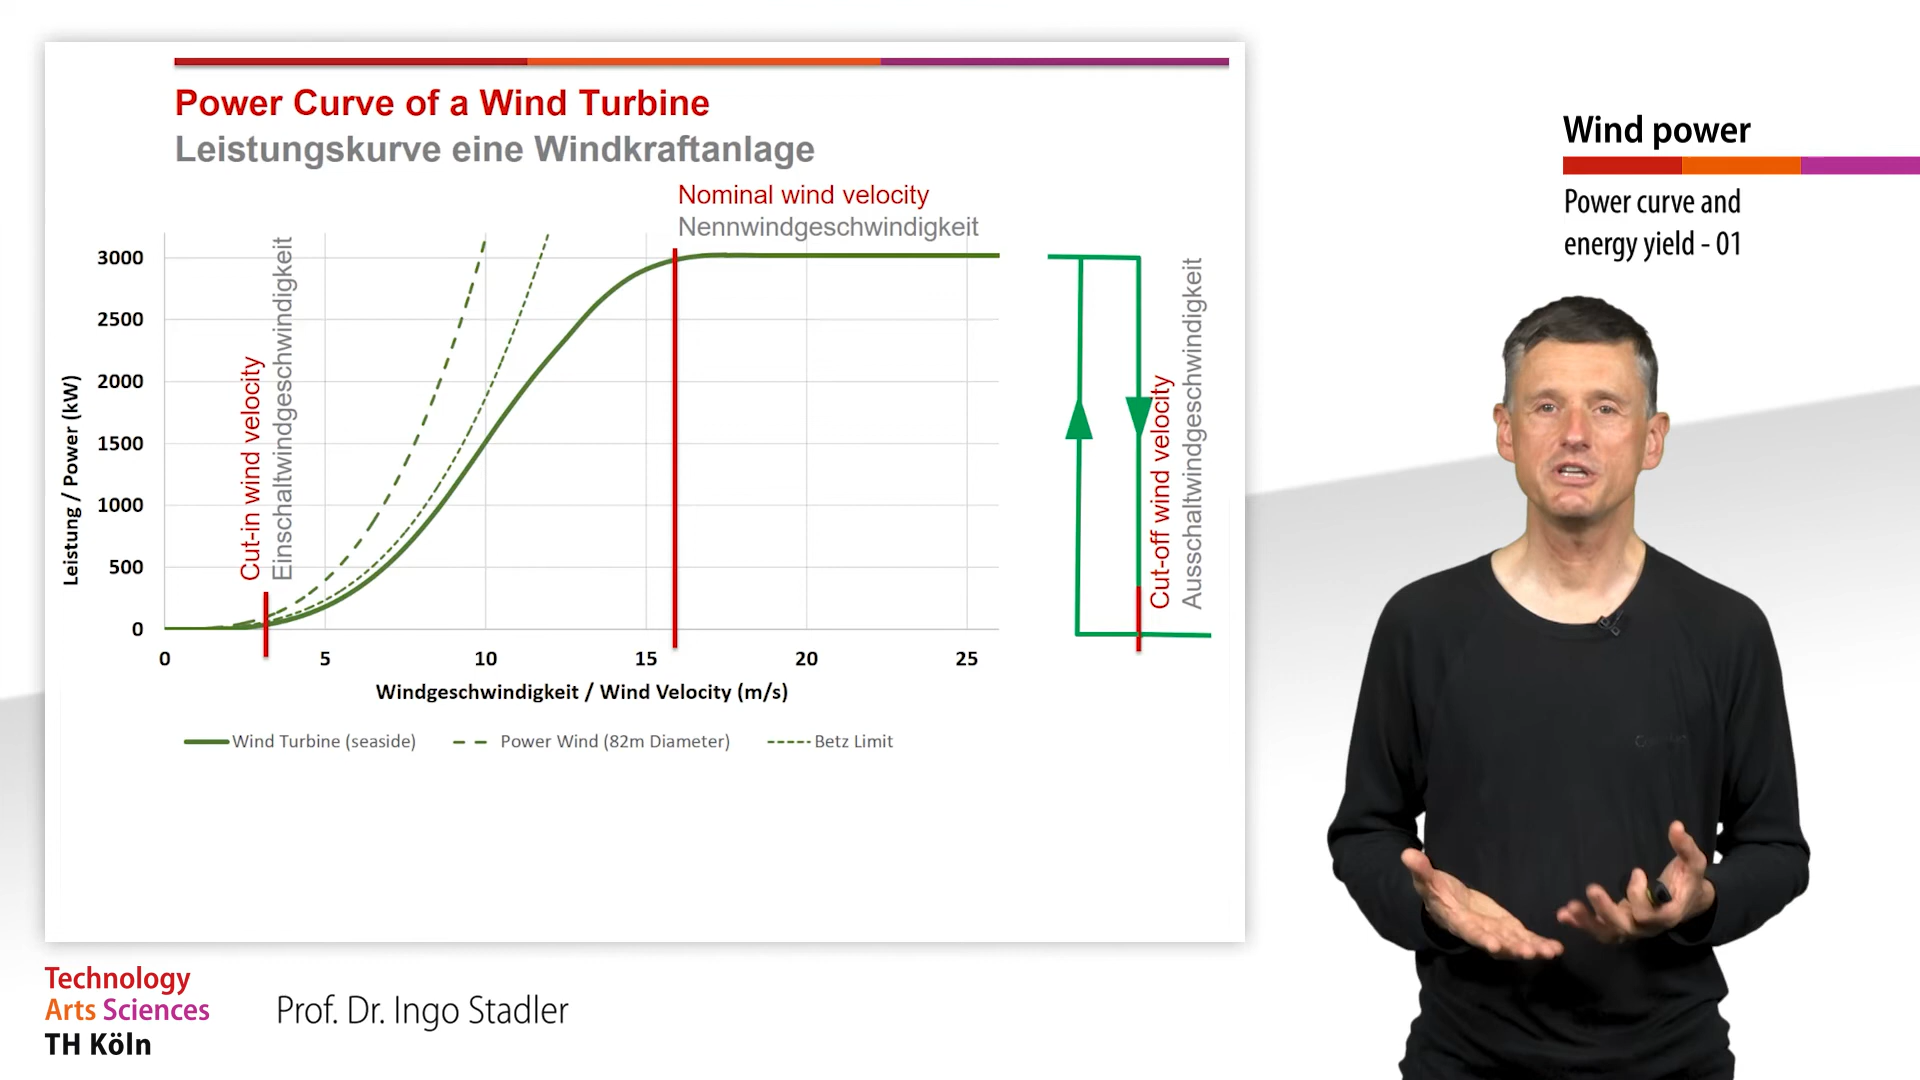 Power Curve of a Wind Turbine
Leistungskurve eine Windkraftanlage
Nominal wind velocity
Nennwindgeschwindigkeit
Cut-in wind velocity
Einschaltwindgeschwindigkeit
Cut-off wind velocity
Ausschaltwindgeschwindigkeit
Leistung / Power (kW)
3000
2500
2000
1500
1000
500
0
0 5 10 15 20 25
Windgeschwindigkeit / Wind Velocity (m/s)
Wind Turbine (seaside) Power Wind (82m Diameter) Betz Limit
Wind power
Power curve and
energy yield - 01
Technology
Arts Sciences
TH Köln
Prof. Dr. Ingo Stadler